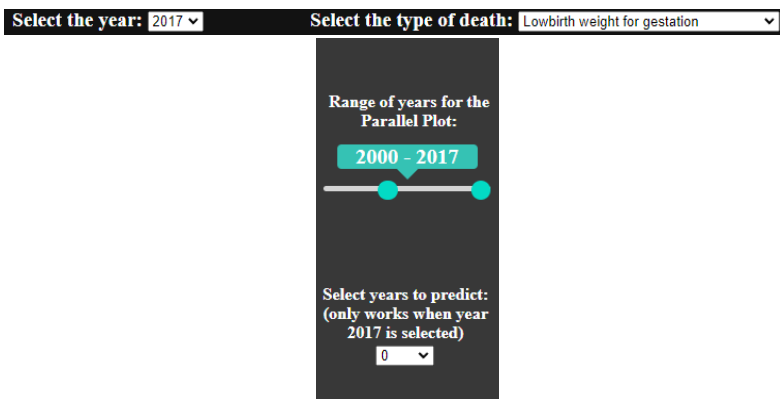 Select the year: 2017 Select the type of death: Lowbirth weight for gestation
Range of years for the
Parallel Plot:
2000 - 2017
Select years to predict:
(only works when year
2017 is selected)
0